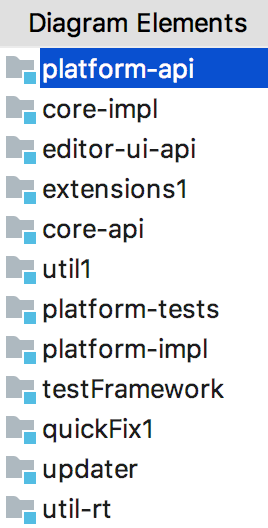 Diagram Elements
platform-api
core-impl
editor-ui-api
extensions1
core-api
util1
platform-tests
platform-impl
testFramework
quickFix1
updater
util-rt